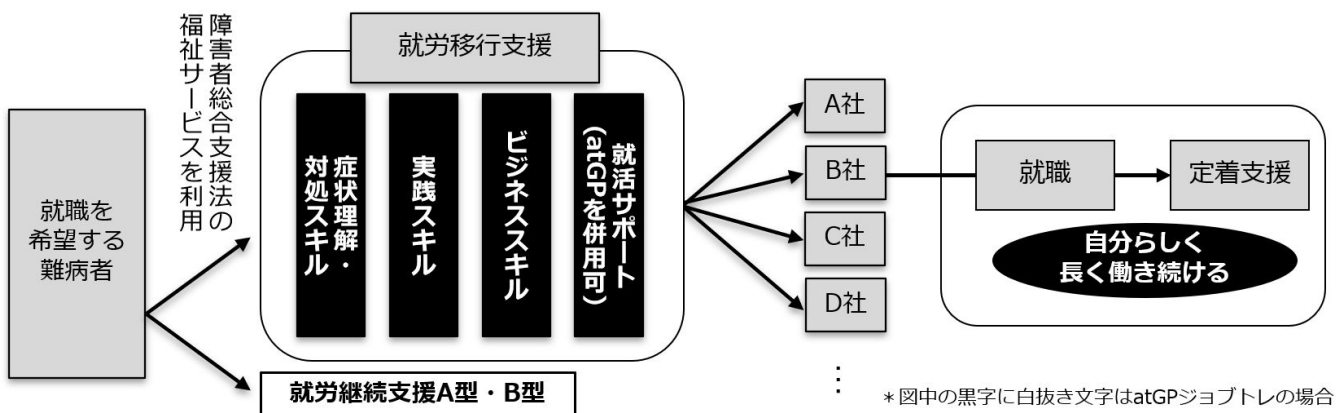 就職を
希望する
難病者
障害者総合支援法の
福祉サービスを利用
就労移行支援
症状理解・
対処スキル
実践スキル
ビジネススキル
就活サポート
(atGPを併用可)
就労継続支援A型・B型
A社
B社
C社
D社
⋮
就職
定着支援
自分らしく
長く働き続ける
＊図中の黒字に白抜き文字はatGPジョブトレの場合